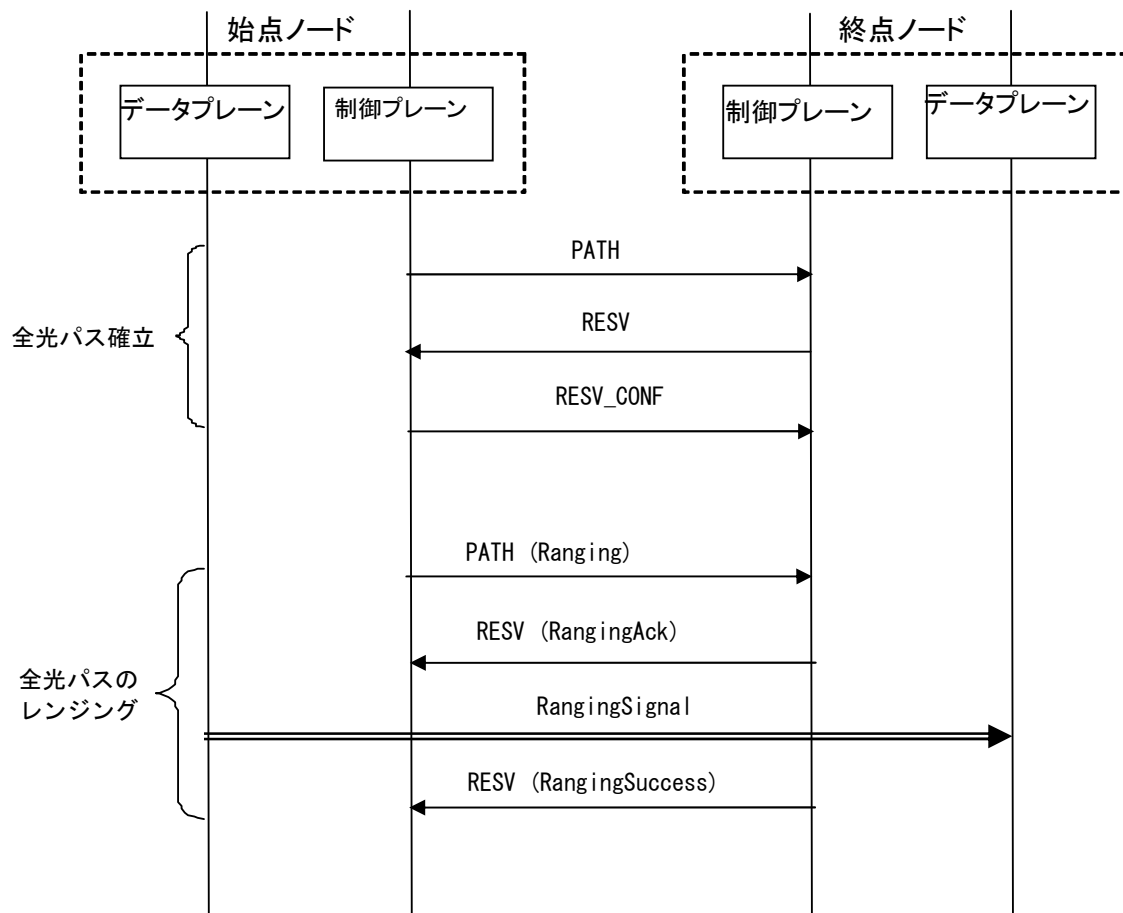 始点ノード
終点ノード
データプレーン
制御プレーン
制御プレーン
データプレーン
PATH
RESV
全光パス確立
RESV_CONF
PATH (Ranging)
RESV (RangingAck)
全光パスの
レンジング
RangingSignal
RESV (RangingSuccess)